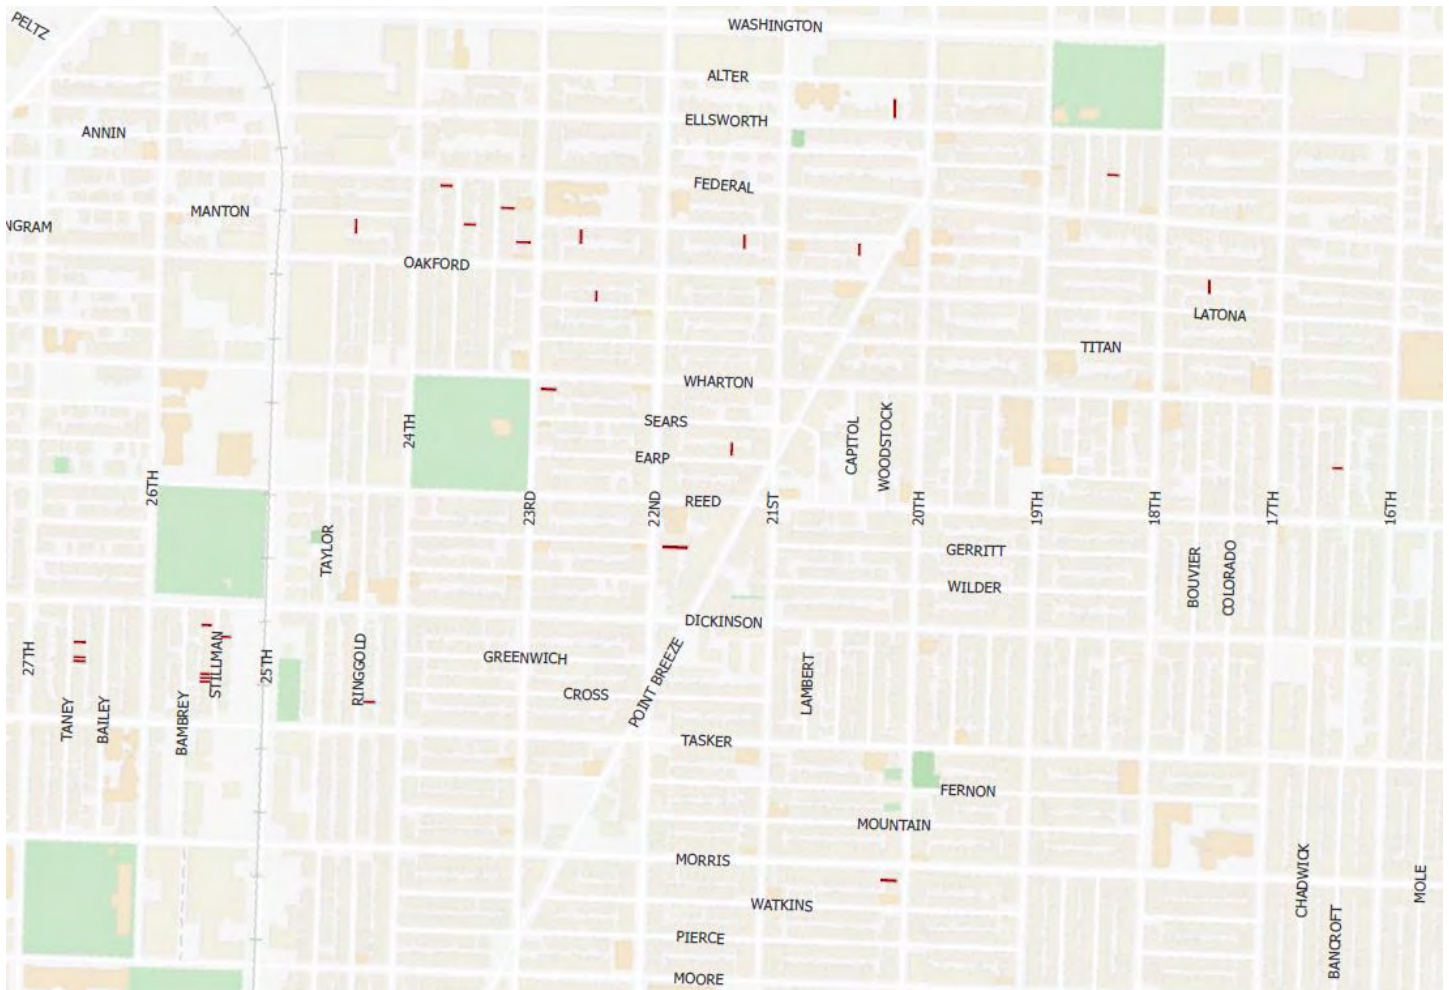 PELTZ
WASHINGTON
ALTER
ELLSWORTH
ANNIN
FEDERAL
MANTON
NGRAM
OAKFORD
LATONA
TITAN
WHARTON
SEARS
24TH
CAPITOL
WOODSTOCK
EARP
26TH
REED
23RD
22ND
21ST
20TH
19TH
18TH
17TH
16TH
TAYLOR
GERRITT
WILDER
BOUVIER
COLORADO
DICKINSON
27TH
STILLMAN
25TH
RINGOLD
GREENWICH
CROSS
POINT BREEZE
LAMBERT
TANEY
BAILEY
BAMBREY
TASKER
FERNON
MOUNTAIN
MORRIS
CHADWICK
MOLE
WATKINS
PIERCE
BANCROFT
MOORE